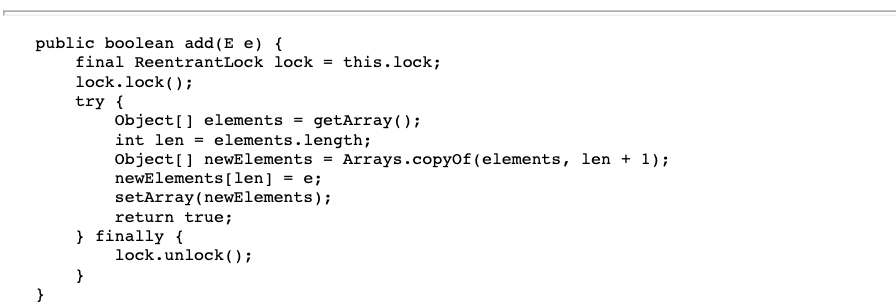 public boolean add(E e) {
    final ReentrantLock lock = this.lock;
    lock.lock();
    try {
        Object[] elements = getArray();
        int len = elements.length;
        Object[] newElements = Arrays.copyOf(elements, len + 1);
        newElements[len] = e;
        setArray(newElements);
        return true;
    } finally {
        lock.unlock();
    }
}